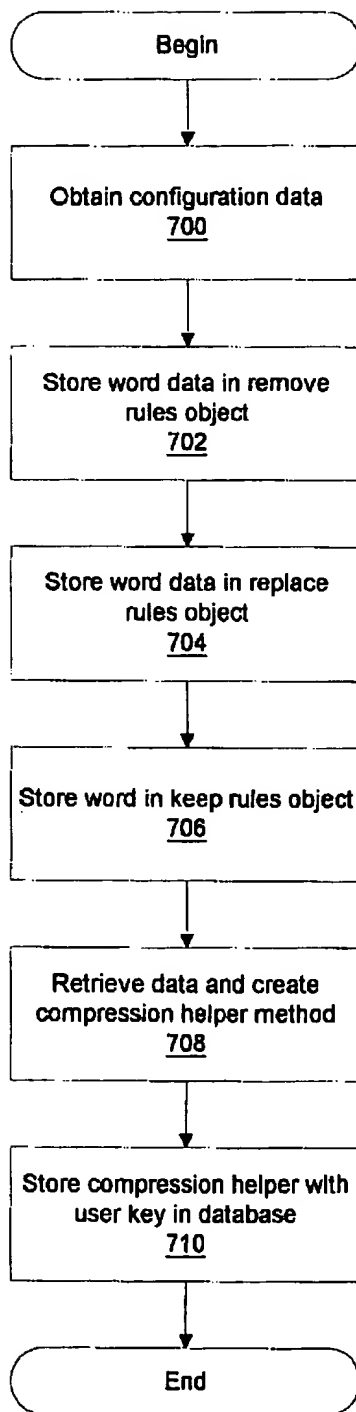 Begin
Obtain configuration data
700
Store word data in remove
rules object
702
Store word data in replace
rules object
704
Store word in keep rules object
706
Retrieve data and create
compression helper method
708
Store compression helper with
user key in database
710
End